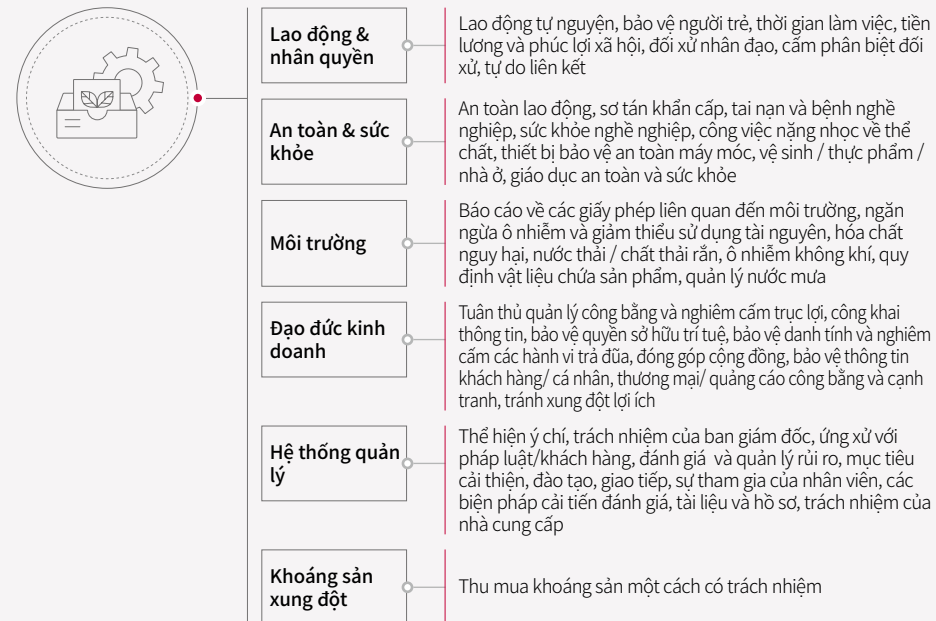 Lao động &
nhân quyền
Lao động tự nguyện, bảo vệ người trẻ, thời gian làm việc, tiền
lương và phúc lợi xã hội, đối xử nhân đạo, cấm phân biệt đối
xử, tự do liên kết
An toàn & sức
khỏe
An toàn lao động, sơ tán khẩn cấp, tai nạn và bệnh nghề
nghiệp, sức khỏe nghề nghiệp, công việc nặng nhọc về thể
chất, thiết bị bảo vệ an toàn máy móc, vệ sinh / thực phẩm /
nhà ở, giáo dục an toàn và sức khỏe
Môi trường
Báo cáo về các giấy phép liên quan đến môi trường, ngăn
ngừa ô nhiễm và giảm thiểu sử dụng tài nguyên, hóa chất
nguy hại, nước thải / chất thải rắn, ô nhiễm không khí, quy
định vật liệu chứa sản phẩm, quản lý nước mưa
Đạo đức kinh
doanh
Tuân thủ quản lý công bằng và nghiêm cấm trục lợi, công khai
thông tin, bảo vệ quyền sở hữu trí tuệ, bảo vệ danh tính và nghiêm
cấm các hành vi trả đũa, đóng góp cộng đồng, bảo vệ thông tin
khách hàng/ cá nhân, thương mại/ quảng cáo công bằng và cạnh
tranh, tránh xung đột lợi ích
Hệ thống quản
lý
Thể hiện ý chí, trách nhiệm của ban giám đốc, ứng xử với
pháp luật/khách hàng, đánh giá và quản lý rủi ro, mục tiêu
cải thiện, đào tạo, giao tiếp, sự tham gia của nhân viên, các
biện pháp cải tiến đánh giá, tài liệu và hồ sơ, trách nhiệm của
nhà cung cấp
Khoáng sản
xung đột
Thu mua khoáng sản một cách có trách nhiệm